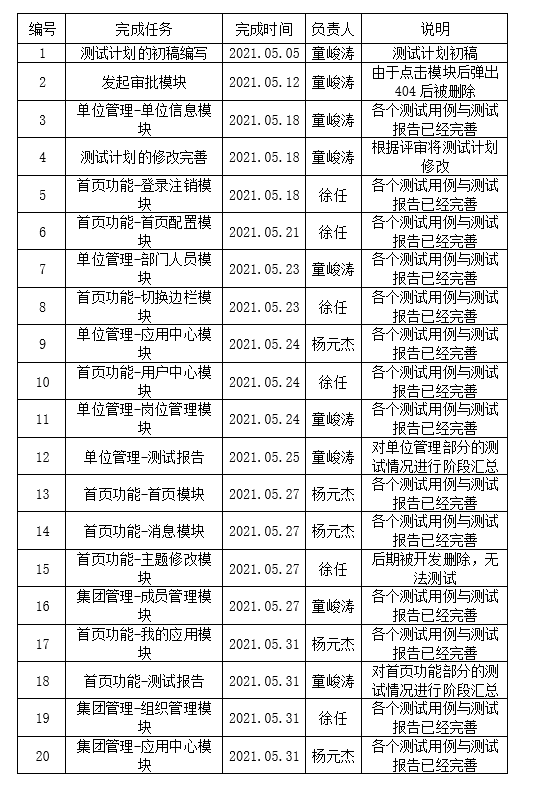 编号 完成任务 完成时间 负责人 说明
1 测试计划的初稿编写 2021.05.05 童峻涛 测试计划初稿
2 发起审批模块 2021.05.12 童峻涛 由于点击模块后弹出
404后被删除
3 单位管理-单位信息模
块 2021.05.18 童峻涛 各个测试用例与测试
报告已经完善
4 测试计划的修改完善 2021.05.18 童峻涛 根据评审将测试计划
修改
5 首页功能-登录注销模
块 2021.05.18 徐任 各个测试用例与测试
报告已经完善
6 首页功能-首页配置模
块 2021.05.21 徐任 各个测试用例与测试
报告已经完善
7 单位管理-部门人员模
块 2021.05.23 童峻涛 各个测试用例与测试
报告已经完善
8 首页功能-切换边栏模
块 2021.05.23 徐任 各个测试用例与测试
报告已经完善
9 单位管理-应用中心模
块 2021.05.24 杨元杰 各个测试用例与测试
报告已经完善
10 首页功能-用户中心模
块 2021.05.24 徐任 各个测试用例与测试
报告已经完善
11 单位管理-岗位管理模
块 2021.05.24 童峻涛 各个测试用例与测试
报告已经完善
12 单位管理-测试报告 2021.05.25 童峻涛 对单位管理部分的测
试情况进行阶段汇总
13 首页功能-首页模块 2021.05.27 杨元杰 各个测试用例与测试
报告已经完善
14 首页功能-消息模块 2021.05.27 杨元杰 各个测试用例与测试
报告已经完善
15 首页功能-主题修改模
块 2021.05.27 徐任 后期被开发删除，无
法测试
16 集团管理-成员管理模
块 2021.05.27 童峻涛 各个测试用例与测试
报告已经完善
17 首页功能-我的应用模
块 2021.05.31 杨元杰 各个测试用例与测试
报告已经完善
18 首页功能-测试报告 2021.05.31 童峻涛 对首页功能部分的测
试情况进行阶段汇总
19 集团管理-组织管理模
块 2021.05.31 徐任 各个测试用例与测试
报告已经完善
20 集团管理-应用中心模
块 2021.05.31 杨元杰 各个测试用例与测试
报告已经完善